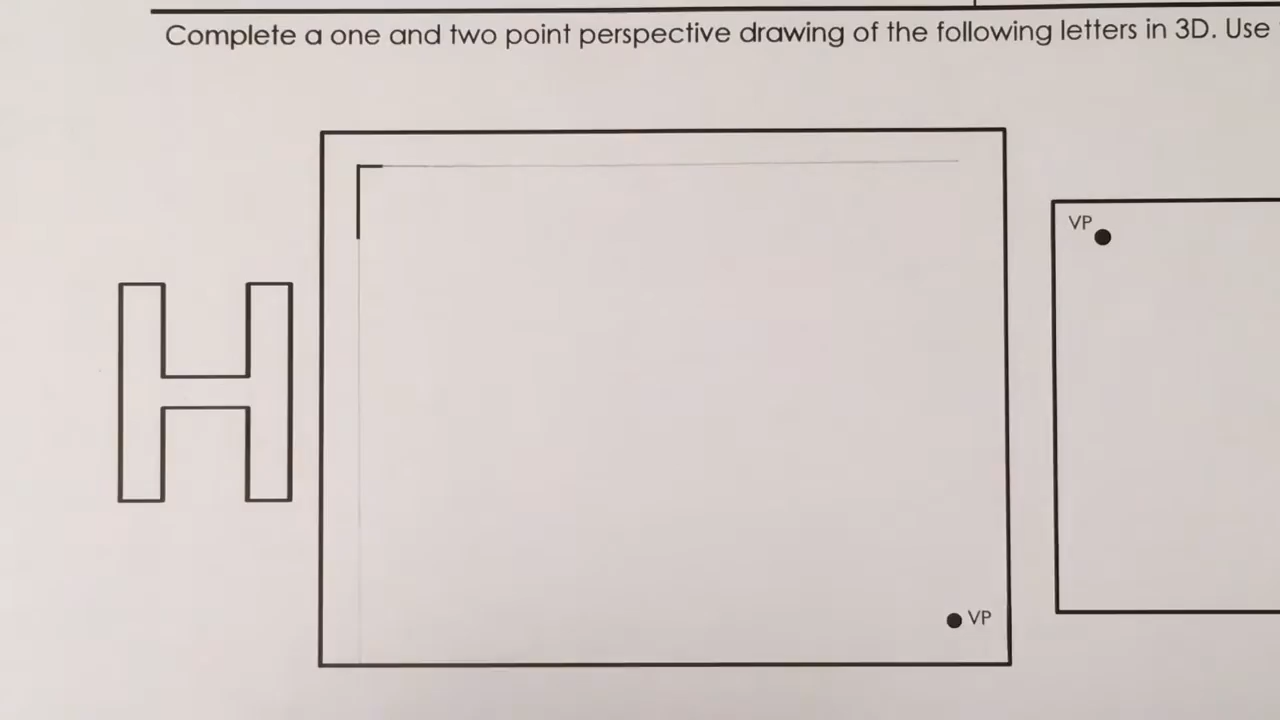 Complete a one and two point perspective drawing of the following letters in 3D. Use
H
VP
VP